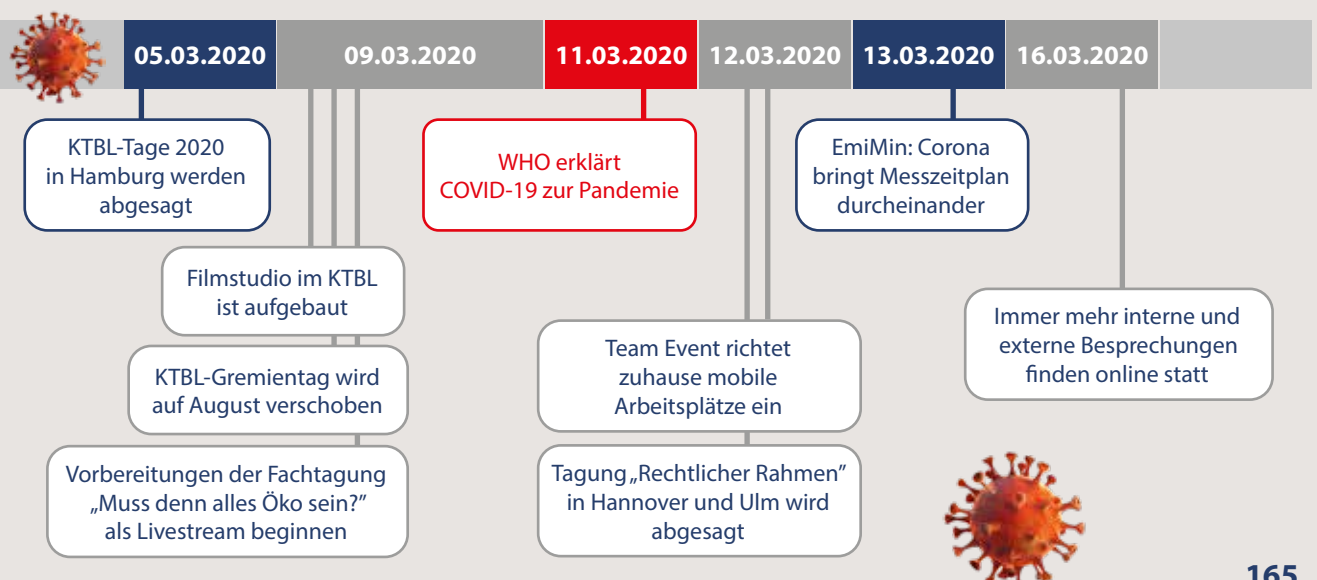 05.03.2020
09.03.2020
11.03.2020
12.03.2020
13.03.2020
16.03.2020
KTBL-Tage 2020
in Hamburg werden
abgesagt
Filmstudio im KTBL
ist aufgebaut
KTBL-Gremientag wird
auf August verschoben
Vorbereitungen der Fachtagung
„Muss denn alles Öko sein?”
als Livestream beginnen
WHO erklärt
COVID-19 zur Pandemie
Team Event richtet
zuhause mobile
Arbeitsplätze ein
Tagung „Rechtlicher Rahmen”
in Hannover und Ulm wird
abgesagt
EmiMin: Corona
bringt Messzeitplan
durcheinander
Immer mehr interne und
externe Besprechungen
finden online statt
165